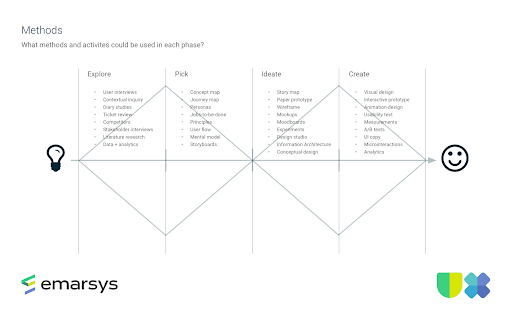 Methods
What methods and activites could be used in each phase?
Explore
• User interviews
• Contextual inquiry
• Diary studies
• Ticket review
• Competitors
• Stakeholder interviews
• Literature research
• Data + analytics
Pick
• Concept map
• Journey map
• Personas
• Jobs-to-be-done
• Principles
• User flow
• Mental model
• Storyboards
Ideate
• Story map
• Paper prototype
• Wireframe
• Mockups
• Moodboards
• Experiments
• Design studio
• Information Architecture
• Conceptual design
Create
• Visual design
• Interactive prototype
• Animation design
• Usability test
• Measurements
• A/B tests
• UI copy
• Microinteractions
• Analytics
emarsys
UX